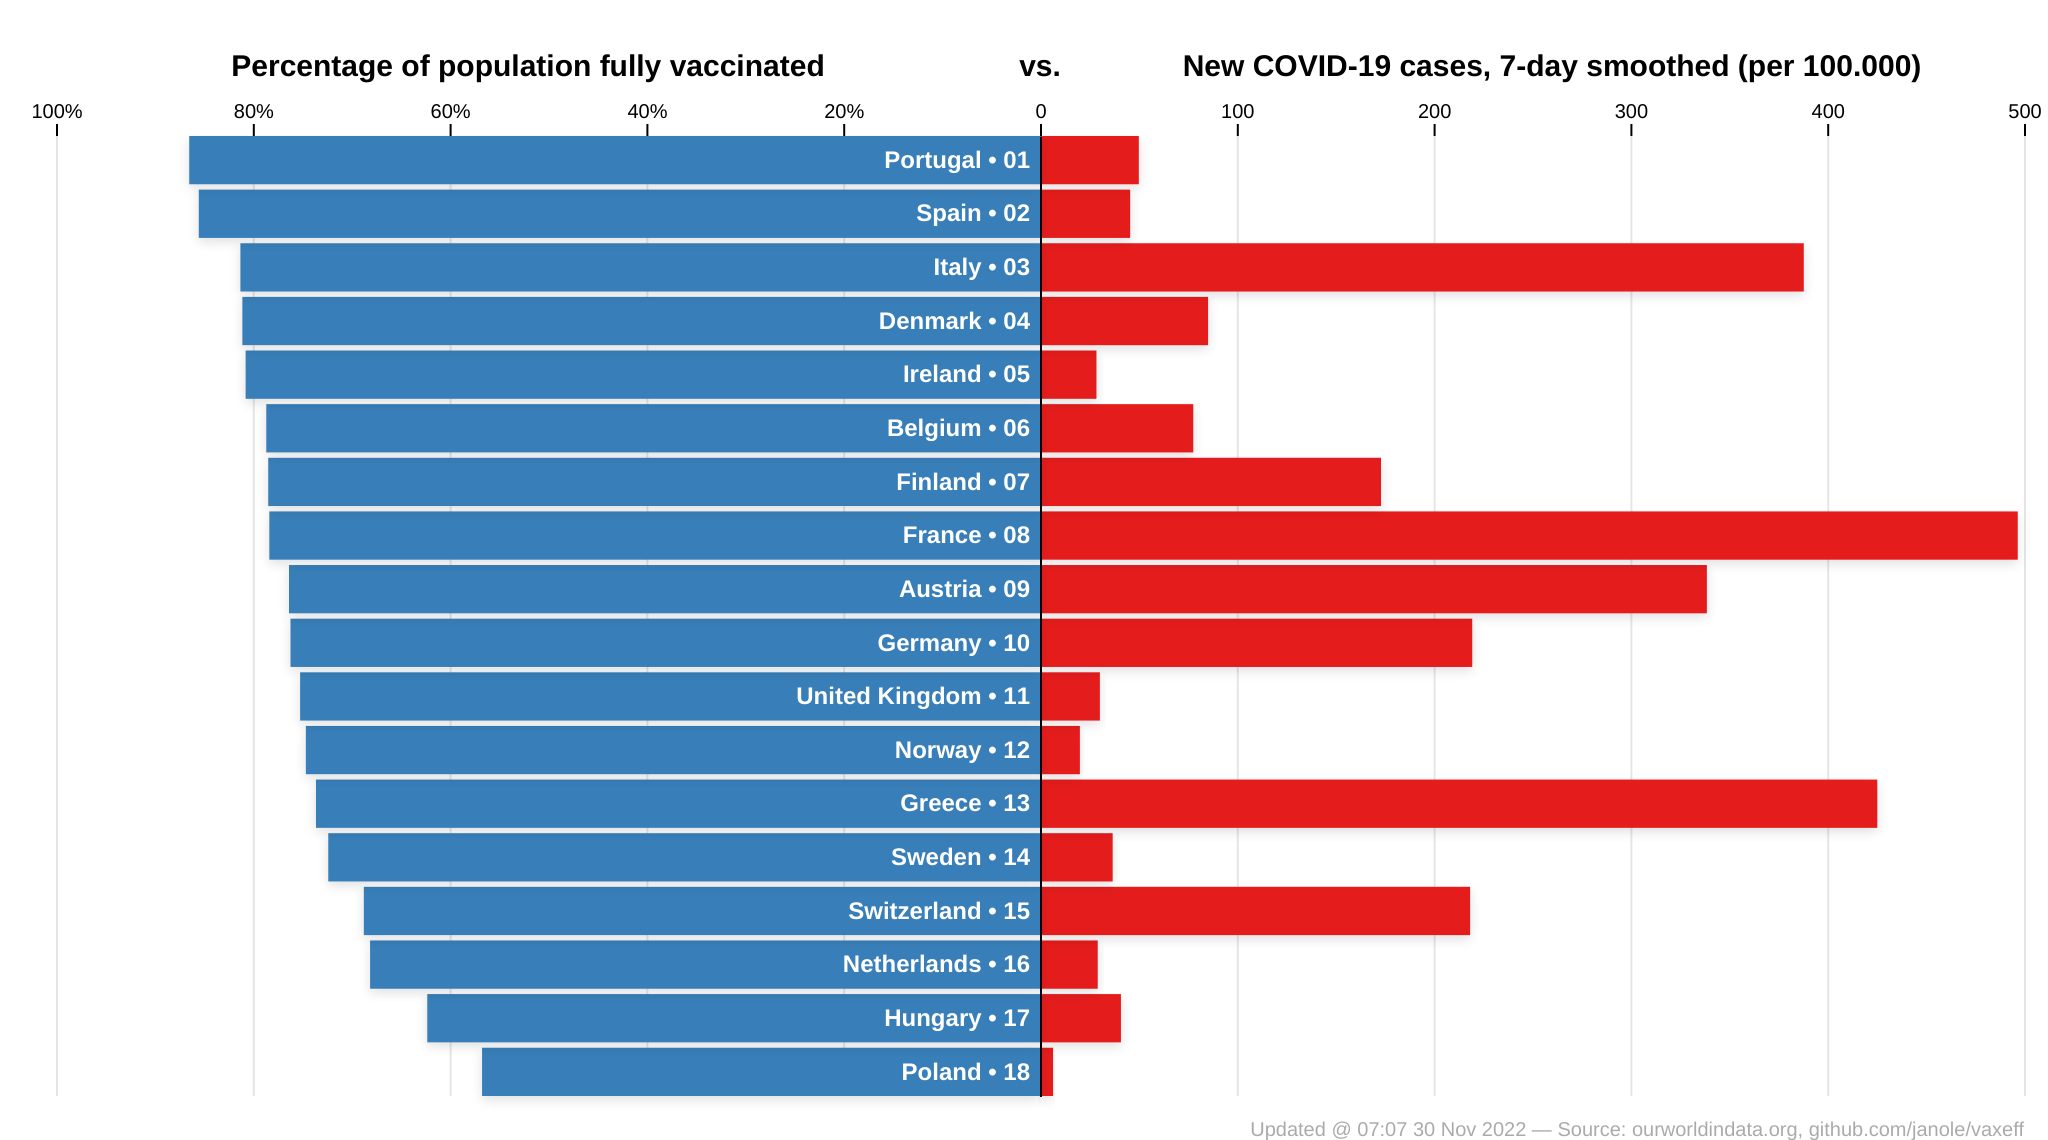 Percentage of population fully vaccinated vs. New COVID-19 cases, 7-day smoothed (per 100.000)
100% 80% 60% 40% 20% 0 100 200 300 400 500
Portugal • 01
Spain • 02
Italy • 03
Denmark • 04
Ireland • 05
Belgium • 06
Finland • 07
France • 08
Austria • 09
Germany • 10
United Kingdom • 11
Norway • 12
Greece • 13
Sweden • 14
Switzerland • 15
Netherlands • 16
Hungary • 17
Poland • 18
Updated @ 07:07 30 Nov 2022 — Source: ourworldindata.org, github.com/janole/vaxeff